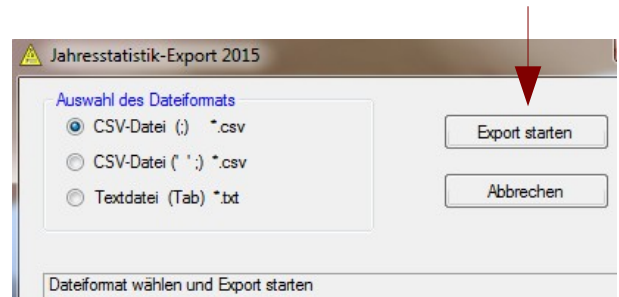 Jahresstatistik-Export 2015
Auswahl des Dateiformats
CSV-Datei (;) *.csv
CSV-Datei (' ' ;) *.csv
Textdatei (Tab) *.txt
Export starten
Abbrechen
Dateiformat wählen und Export starten